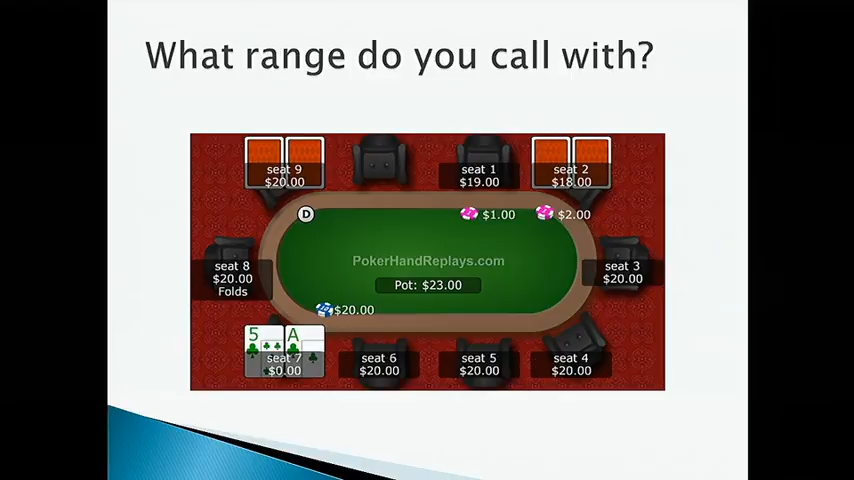 What range do you call with?
seat 9
$20.00
seat 1
$19.00
seat 2
$18.00
D
$1.00
$2.00
PokerHandReplays.com
seat 8
$20.00
Folds
seat 3
$20.00
Pot: $23.00
$20.00
5
A
seat 7
$0.00
seat 6
$20.00
seat 5
$20.00
seat 4
$20.00